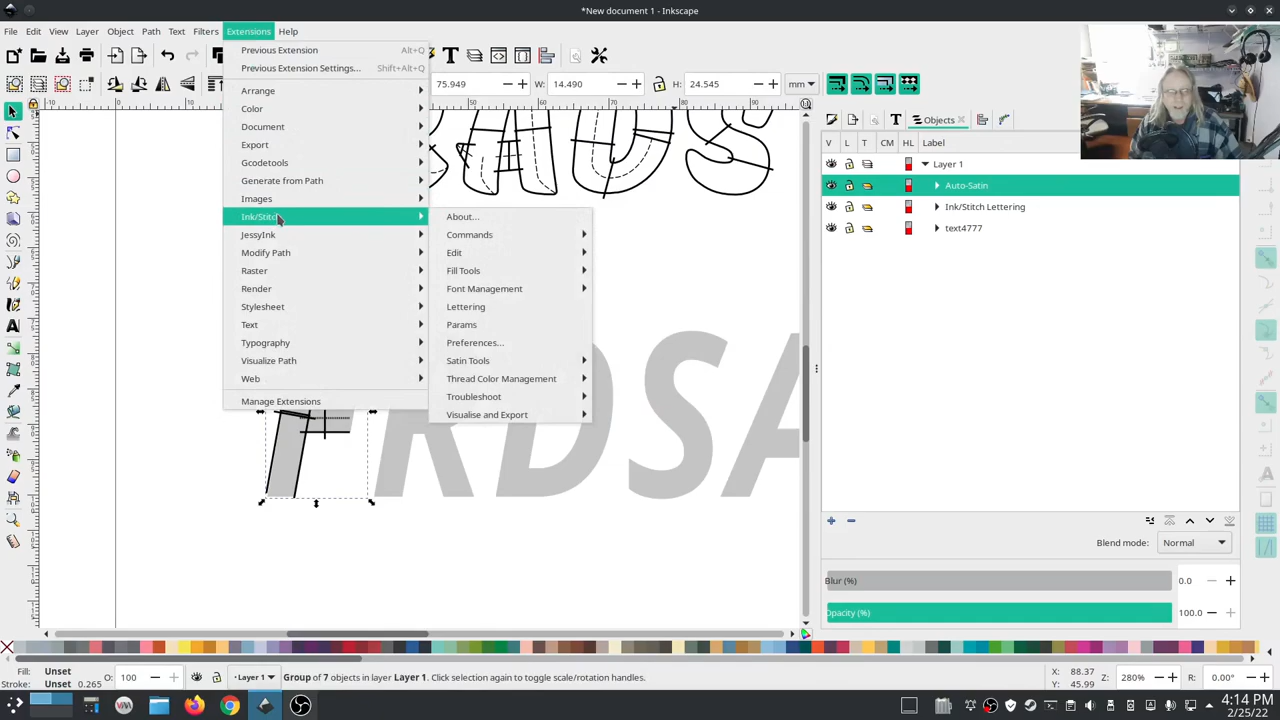 *New document 1 - Inkscape
File Edit View Layer Object Path Text Filters Extensions Help
Previous Extension Alt+Q
Previous Extension Settings... Shift+Alt+Q
75.949 W: 14.490 H: 24.545 mm
Arrange
Color
Document
Export
Gcodetools
Generate from Path
Images
Ink/Stitch
JessyInk
Modify Path
Raster
Render
Stylesheet
Text
Typography
Visualize Path
Web
Manage Extensions
About...
Commands
Edit
Fill Tools
Font Management
Lettering
Params
Preferences...
Satin Tools
Thread Color Management
Troubleshoot
Visualise and Export
Objects
V L T CM HL Label
Layer 1
Auto-Satin
Ink/Stitch Lettering
text4777
Blend mode: Normal
Blur (%) 0.0
Opacity (%) 100.0
Fill: Unset
Stroke: Unset 0.265 O: 100
Layer 1
Group of 7 objects in layer Layer 1. Click selection again to toggle scale/rotation handles.
X: 88.37
Y: 45.99
Z: 280%
R: 0.00°
4:14 PM
2/25/22